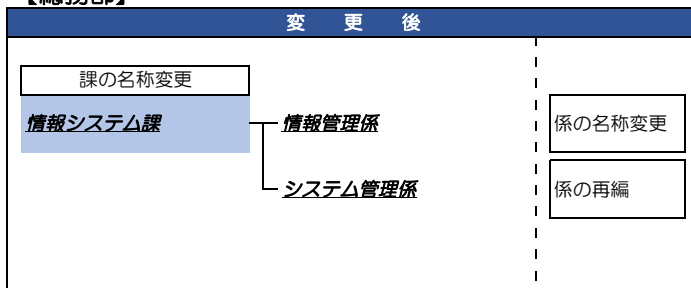 【総務部】
変 更 後
課の名称変更
情報システム課
情報管理係
係の名称変更
システム管理係
係の再編